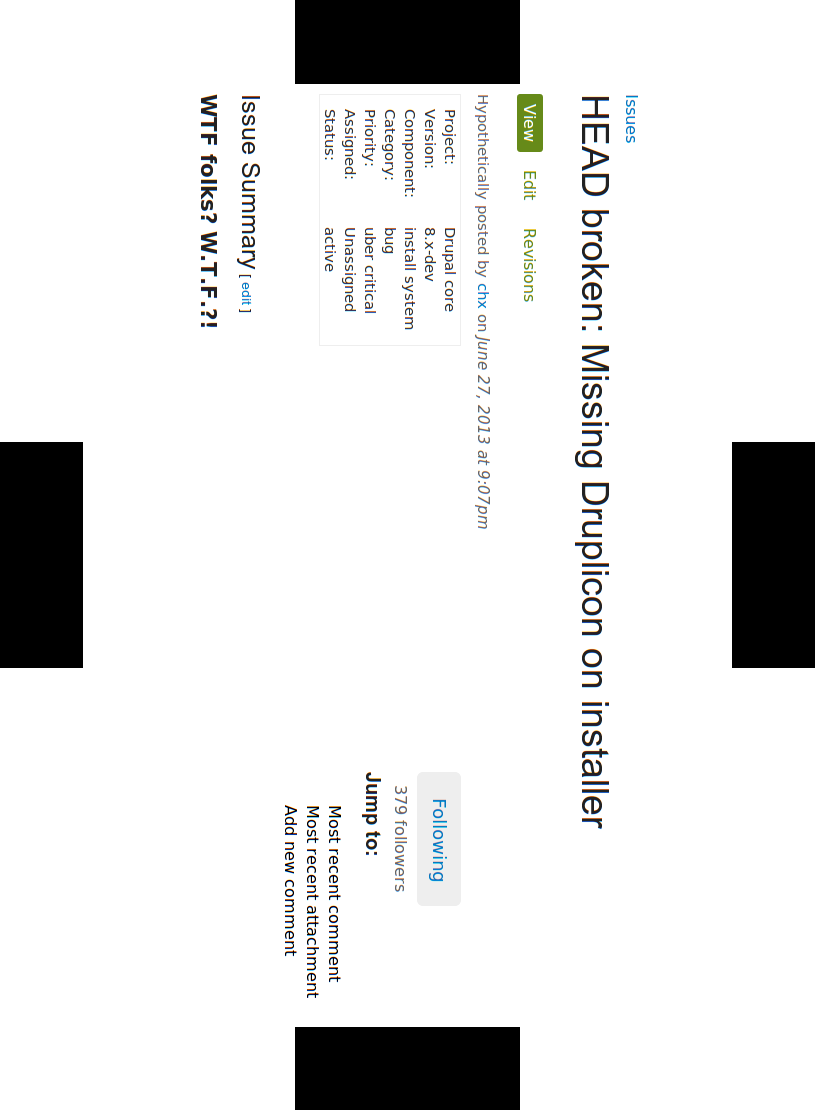 Issues
HEAD broken: Missing Druplicon on installer
View Edit Revisions
Hypothetically posted by chx on June 27, 2013 at 9:07pm
Project: Drupal core
Version: 8.x-dev
Component: install system
Category: bug
Priority: uber critical
Assigned: Unassigned
Status: active
Following
379 followers
Jump to:
Most recent comment
Most recent attachment
Add new comment
Issue Summary [ edit ]
WTF folks? W.T.F.?!